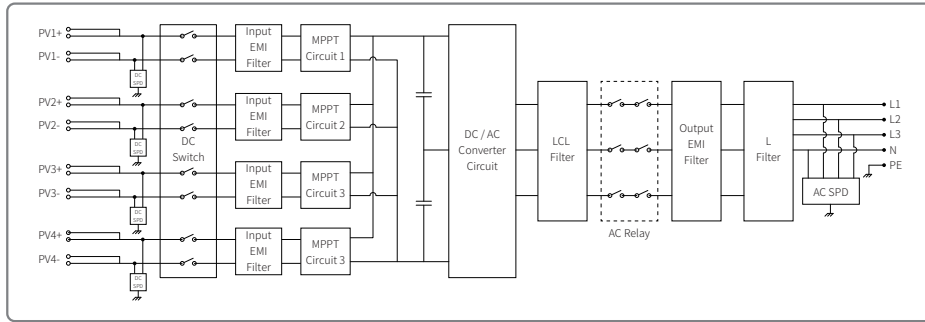 PV1+
PV1-
DC
SPD
Input
EMI
Filter
MPPT
Circuit 1
PV2+
PV2-
DC
SPD
Input
EMI
Filter
MPPT
Circuit 2
DC
Switch
PV3+
PV3-
DC
SPD
Input
EMI
Filter
MPPT
Circuit 3
PV4+
PV4-
DC
SPD
Input
EMI
Filter
MPPT
Circuit 3
DC / AC
Converter
Circuit
LCL
Filter
AC Relay
Output
EMI
Filter
L
Filter
L1
L2
L3
N
PE
AC SPD